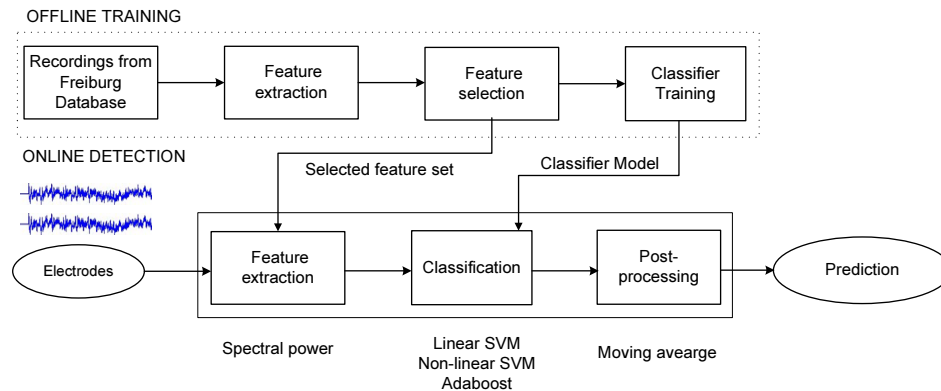 OFFLINE TRAINING
Recordings from
Freiburg
Database
Feature
extraction
Feature
selection
Classifier
Training
ONLINE DETECTION
Selected feature set
Classifier Model
Electrodes
Feature
extraction
Classification
Post-
processing
Prediction
Spectral power
Linear SVM
Non-linear SVM
Adaboost
Moving avearge